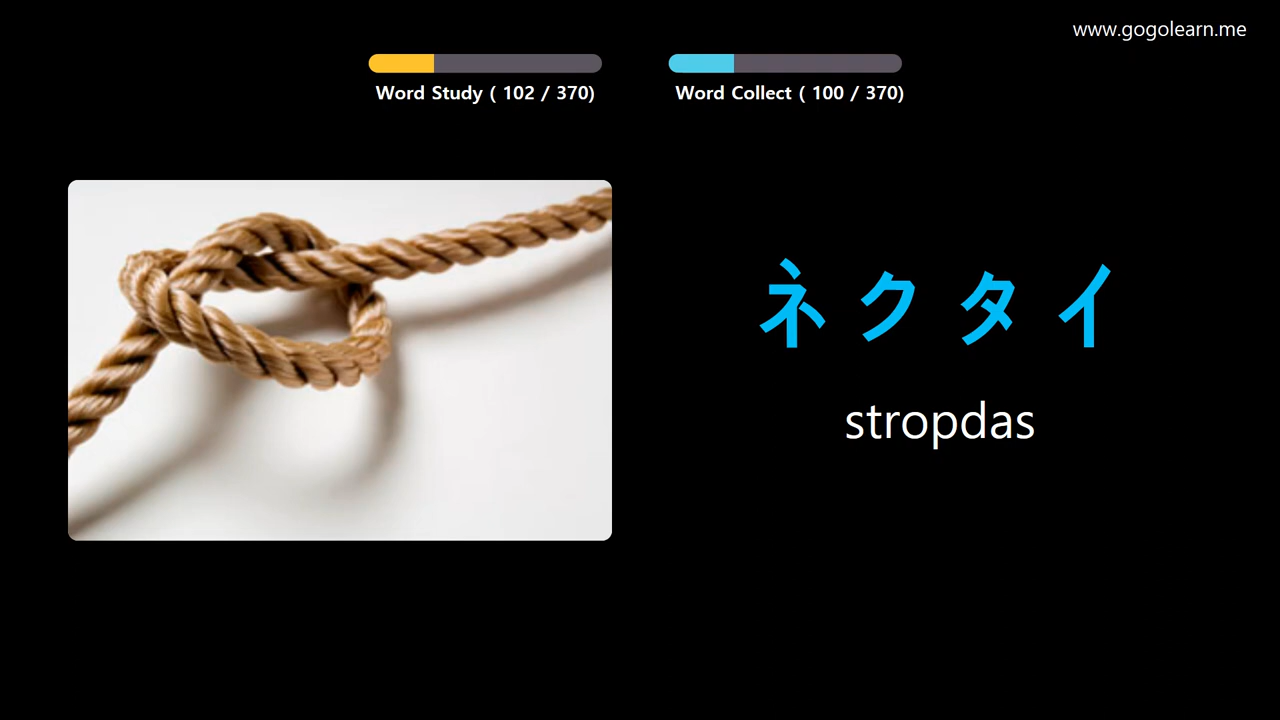 www.gogolearn.me
Word Study ( 102 / 370)
Word Collect ( 100 / 370)
ネクタイ
stropdas